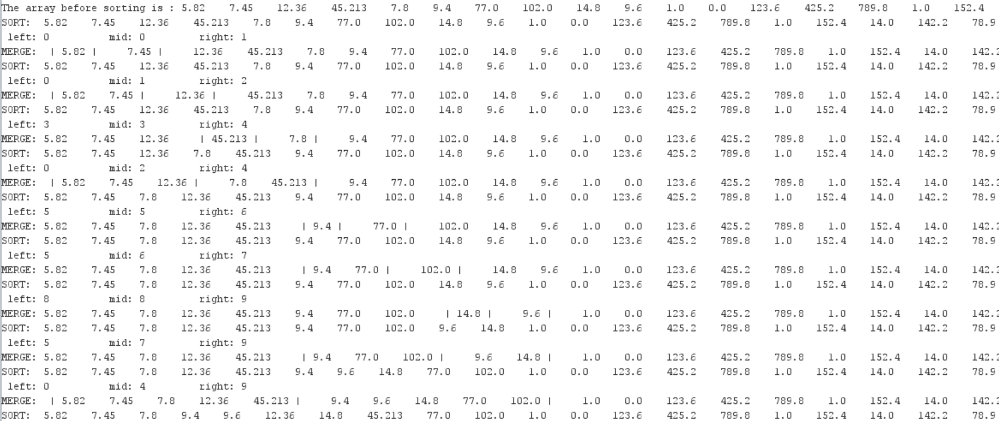 The array before sorting is : 5.82 7.45 12.36 45.213 7.8 9.4 77.0 102.0 14.8 9.6 1.0 0.0 123.6 425.2 789.8 1.0 152.4
SORT: 5.82 7.45 12.36 45.213 7.8 9.4 77.0 102.0 14.8 9.6 1.0 0.0 123.6 425.2 789.8 1.0 152.4 14.0 142.2 78.9
left: 0 mid: 0 right: 1
MERGE: | 5.82 | 7.45 | 12.36 45.213 7.8 9.4 77.0 102.0 14.8 9.6 1.0 0.0 123.6 425.2 789.8 1.0 152.4 14.0 142.2
SORT: 5.82 7.45 12.36 45.213 7.8 9.4 77.0 102.0 14.8 9.6 1.0 0.0 123.6 425.2 789.8 1.0 152.4 14.0 142.2 78.9
left: 0 mid: 1 right: 2
MERGE: | 5.82 7.45 | 12.36 | 45.213 7.8 9.4 77.0 102.0 14.8 9.6 1.0 0.0 123.6 425.2 789.8 1.0 152.4 14.0 142.2
SORT: 5.82 7.45 12.36 45.213 7.8 9.4 77.0 102.0 14.8 9.6 1.0 0.0 123.6 425.2 789.8 1.0 152.4 14.0 142.2 78.9
left: 3 mid: 3 right: 4
MERGE: 5.82 7.45 12.36 | 45.213 | 7.8 | 9.4 77.0 102.0 14.8 9.6 1.0 0.0 123.6 425.2 789.8 1.0 152.4 14.0 142.2
SORT: 5.82 7.45 12.36 7.8 45.213 9.4 77.0 102.0 14.8 9.6 1.0 0.0 123.6 425.2 789.8 1.0 152.4 14.0 142.2 78.9
left: 0 mid: 2 right: 4
MERGE: | 5.82 7.45 12.36 | 7.8 45.213 | 9.4 77.0 102.0 14.8 9.6 1.0 0.0 123.6 425.2 789.8 1.0 152.4 14.0 142.2
SORT: 5.82 7.45 7.8 12.36 45.213 9.4 77.0 102.0 14.8 9.6 1.0 0.0 123.6 425.2 789.8 1.0 152.4 14.0 142.2 78.9
left: 5 mid: 5 right: 6
MERGE: 5.82 7.45 7.8 12.36 45.213 | 9.4 | 77.0 | 102.0 14.8 9.6 1.0 0.0 123.6 425.2 789.8 1.0 152.4 14.0 142.2
SORT: 5.82 7.45 7.8 12.36 45.213 9.4 77.0 102.0 14.8 9.6 1.0 0.0 123.6 425.2 789.8 1.0 152.4 14.0 142.2 78.9
left: 5 mid: 6 right: 7
MERGE: 5.82 7.45 7.8 12.36 45.213 | 9.4 77.0 | 102.0 | 14.8 9.6 1.0 0.0 123.6 425.2 789.8 1.0 152.4 14.0 142.2
SORT: 5.82 7.45 7.8 12.36 45.213 9.4 77.0 102.0 14.8 9.6 1.0 0.0 123.6 425.2 789.8 1.0 152.4 14.0 142.2 78.9
left: 8 mid: 8 right: 9
MERGE: 5.82 7.45 7.8 12.36 45.213 9.4 77.0 102.0 | 14.8 | 9.6 | 1.0 0.0 123.6 425.2 789.8 1.0 152.4 14.0 142.2
SORT: 5.82 7.45 7.8 12.36 45.213 9.4 77.0 102.0 9.6 14.8 1.0 0.0 123.6 425.2 789.8 1.0 152.4 14.0 142.2 78.9
left: 5 mid: 7 right: 9
MERGE: 5.82 7.45 7.8 12.36 45.213 | 9.4 77.0 102.0 | 9.6 14.8 | 1.0 0.0 123.6 425.2 789.8 1.0 152.4 14.0 142.2
SORT: 5.82 7.45 7.8 12.36 45.213 9.4 9.6 14.8 77.0 102.0 1.0 0.0 123.6 425.2 789.8 1.0 152.4 14.0 142.2 78.9
left: 0 mid: 4 right: 9
MERGE: | 5.82 7.45 7.8 12.36 45.213 | 9.4 9.6 14.8 77.0 102.0 | 1.0 0.0 123.6 425.2 789.8 1.0 152.4 14.0 142.2
SORT: 5.82 7.45 7.8 9.4 9.6 12.36 14.8 45.213 77.0 102.0 1.0 0.0 123.6 425.2 789.8 1.0 152.4 14.0 142.2 78.9